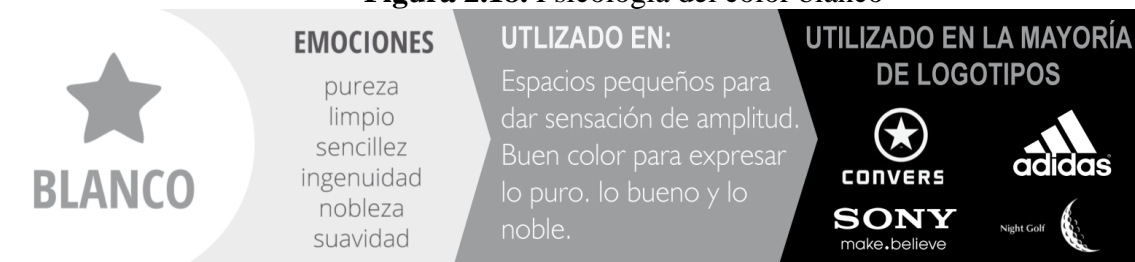 Figura 2.18. Psicología del color blanco
BLANCO
EMOCIONES
pureza
limpio
sencillez
ingenuidad
nobleza
suavidad
UTLIZADO EN:
Espacios pequeños para
dar sensación de amplitud.
Buen color para expresar
lo puro. lo bueno y lo
noble.
UTILIZADO EN LA MAYORÍA
DE LOGOTIPOS
CONVERS
adidas
SONY
make.believe
Night Golf